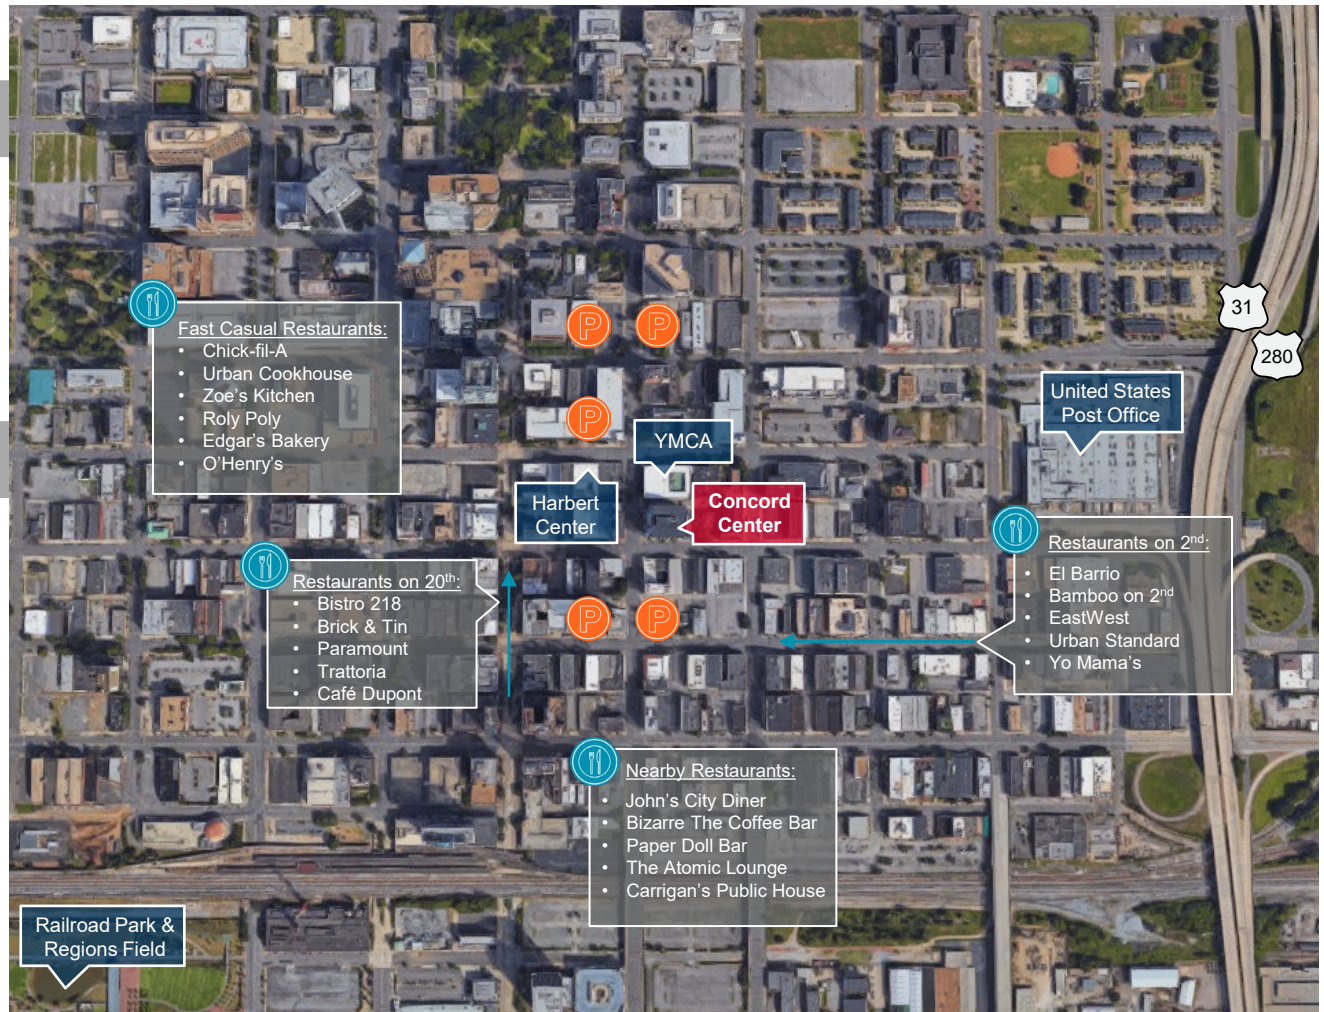 31
280
Fast Casual Restaurants:
• Chick-fil-A
• Urban Cookhouse
• Zoe's Kitchen
• Roly Poly
• Edgar's Bakery
• O'Henry's
P
P
P
United States
Post Office
YMCA
Harbert
Center
Concord
Center
Restaurants on 2nd:
• El Barrio
• Bamboo on 2nd
• EastWest
• Urban Standard
• Yo Mama's
Restaurants on 20th:
• Bistro 218
• Brick & Tin
• Paramount
• Trattoria
• Café Dupont
P
P
Nearby Restaurants:
• John's City Diner
• Bizarre The Coffee Bar
• Paper Doll Bar
• The Atomic Lounge
• Carrigan's Public House
Railroad Park &
Regions Field